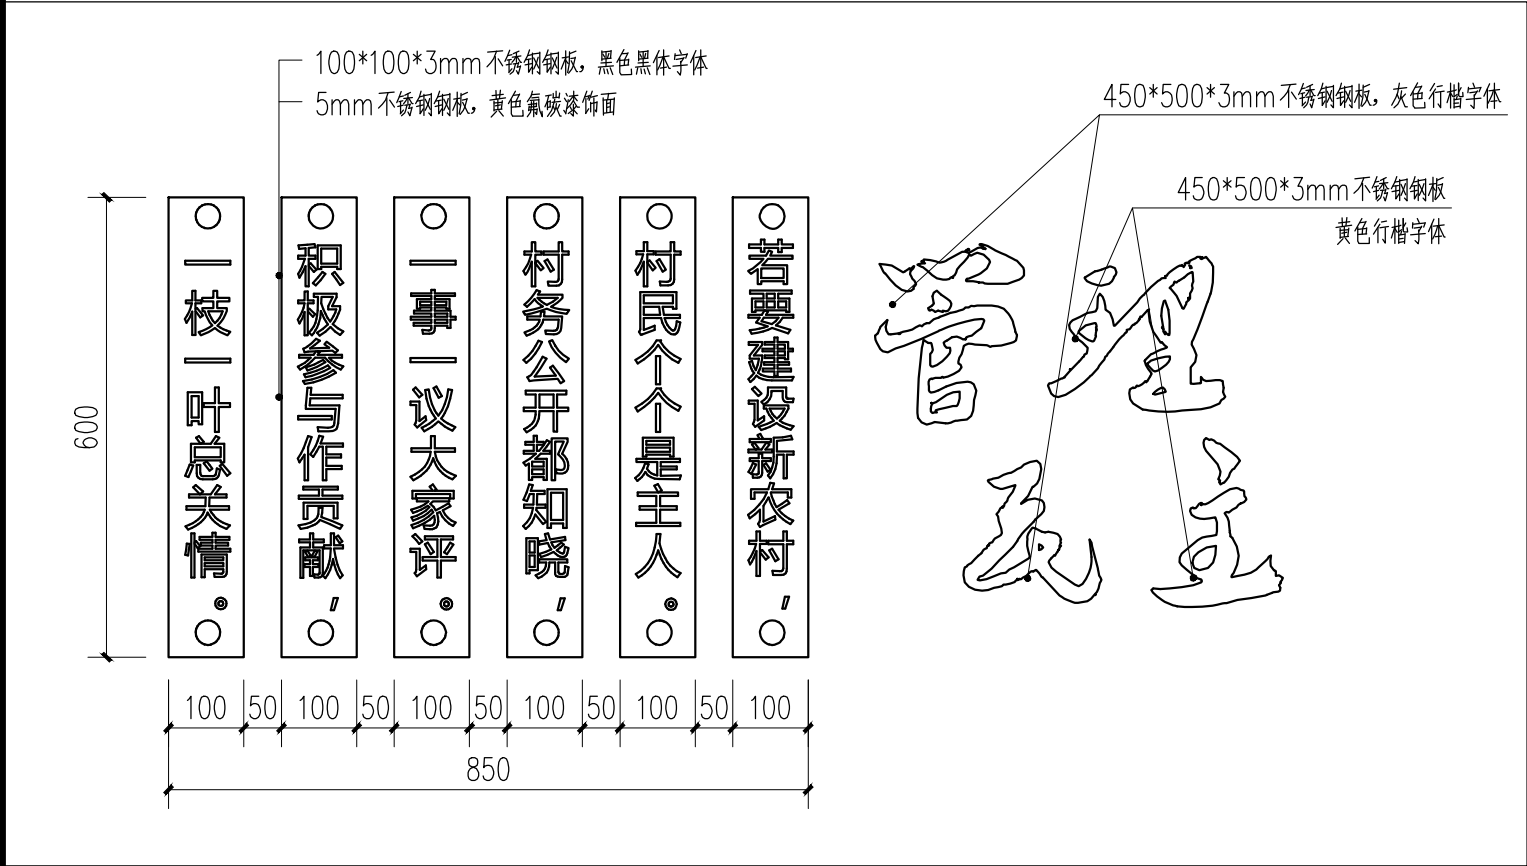 100*100*3mm不锈钢钢板，黑色黑体字体
5mm不锈钢钢板，黄色氟碳漆饰面
450*500*3mm不锈钢钢板，灰色行楷字体
450*500*3mm不锈钢钢板
黄色行楷字体
若要建设新农村，
村民个个是主人。
村务公开都知晓，
一事一议大家评。
积极参与作贡献，
一枝一叶总关情。
管理
民主
600
100 50 100 50 100 50 100 50 100 50 100
850